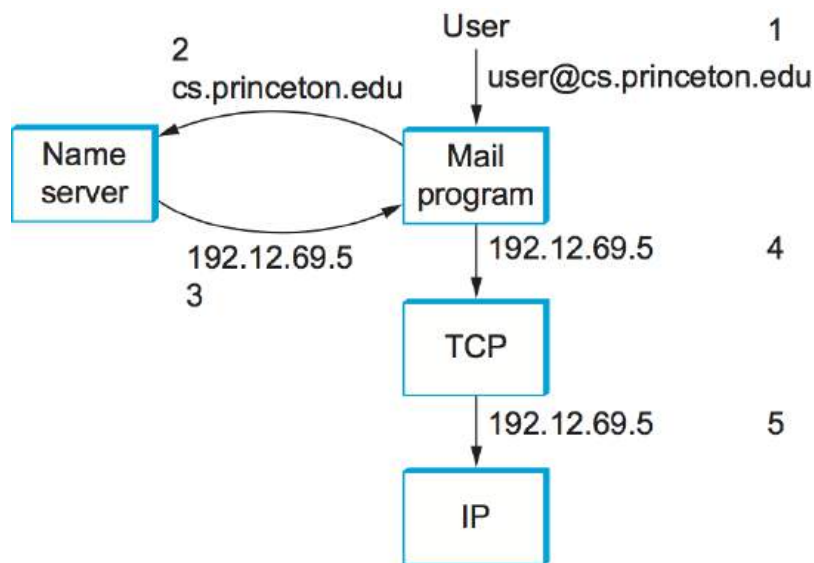 User
1
user@cs.princeton.edu
2
cs.princeton.edu
Name
server
Mail
program
192.12.69.5
3
192.12.69.5
4
TCP
192.12.69.5
5
IP